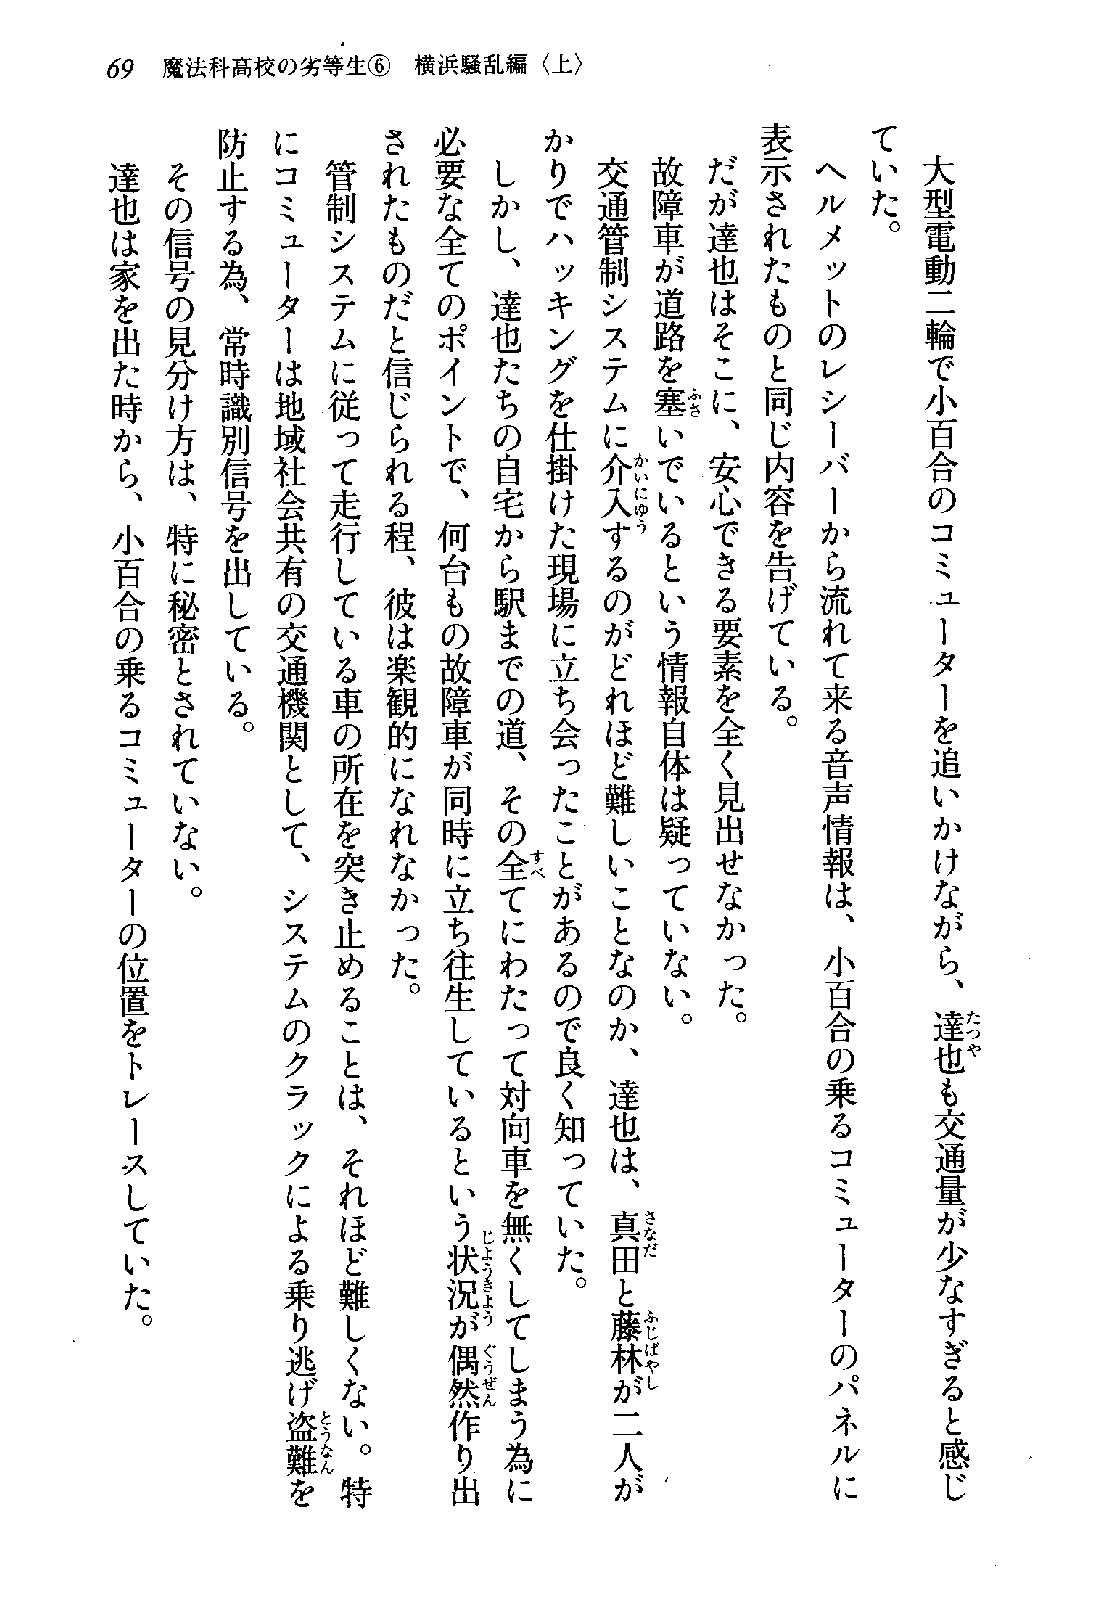 69　魔法科高校の劣等生⑥　横浜騒乱編〈上〉
　大型電動二輪で小百合のコミューターを追いかけながら、達也も交通量が少なすぎると感じ
ていた。
　ヘルメットのレシーバーから流れて来る音声情報は、小百合の乗るコミューターのパネルに
表示されたものと同じ内容を告げている。
　だが達也はそこに、安心できる要素を全く見出せなかった。
　故障車が道路を塞いでいるという情報自体は疑っていない。
　交通管制システムに介入するのがどれほど難しいことなのか、達也は、真田と藤林が二人が
かりでハッキングを仕掛けた現場に立ち会ったことがあるので良く知っていた。
　しかし、達也たちの自宅から駅までの道、その全てにわたって対向車を無くしてしまう為に
必要な全てのポイントで、何台もの故障車が同時に立ち往生しているという状況が偶然作り出
されたものだと信じられる程、彼は楽観的になれなかった。
　管制システムに従って走行している車の所在を突き止めることは、それほど難しくない。特
にコミューターは地域社会共有の交通機関として、システムのクラックによる乗り逃げ盗難を
防止する為、常時識別信号を出している。
　その信号の見分け方は、特に秘密とされていない。
　達也は家を出た時から、小百合の乗るコミューターの位置をトレースしていた。